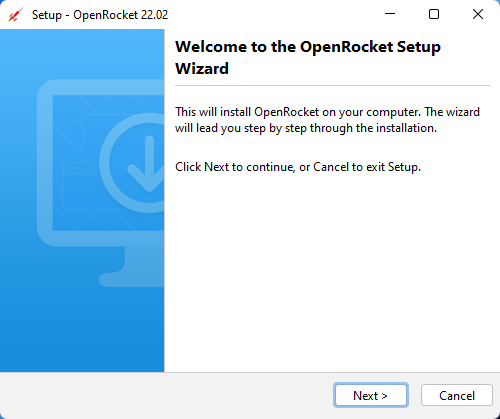 Setup - OpenRocket 22.02
Welcome to the OpenRocket Setup
Wizard
This will install OpenRocket on your computer. The wizard
will lead you step by step through the installation.
Click Next to continue, or Cancel to exit Setup.
Next >
Cancel